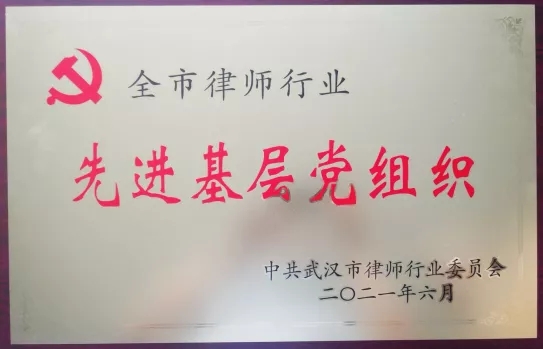 全市律师行业
先进基层党组织
中共武汉市律师行业委员会
二〇二一年六月